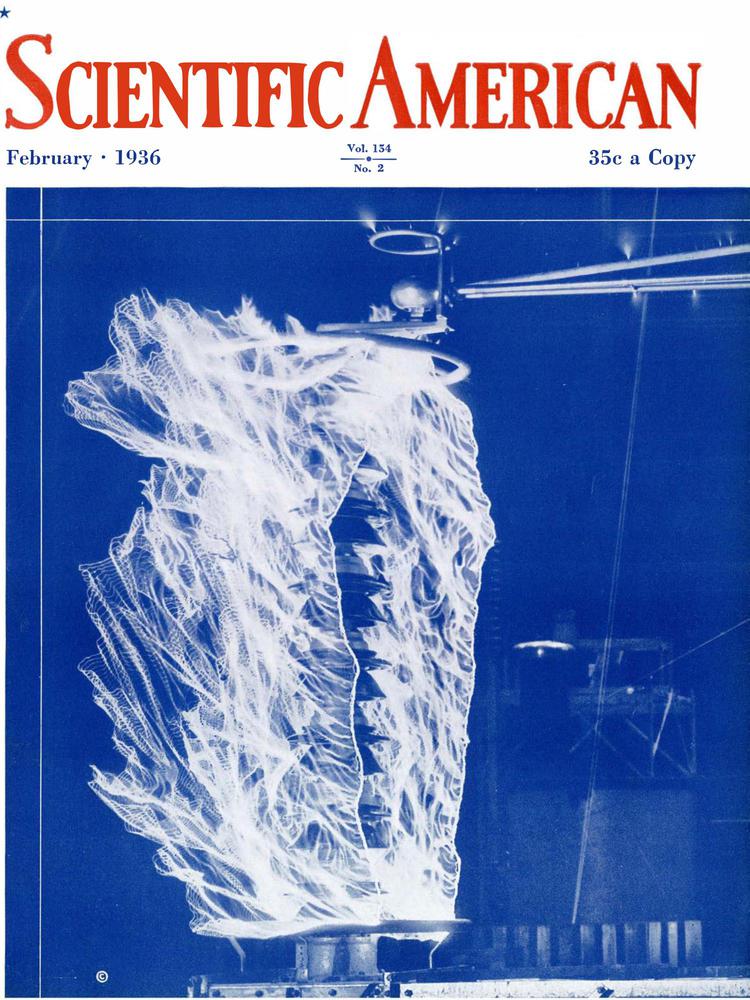 SCIENTIFIC AMERICAN
February · 1936
Vol. 154
No. 2
35c a Copy
©